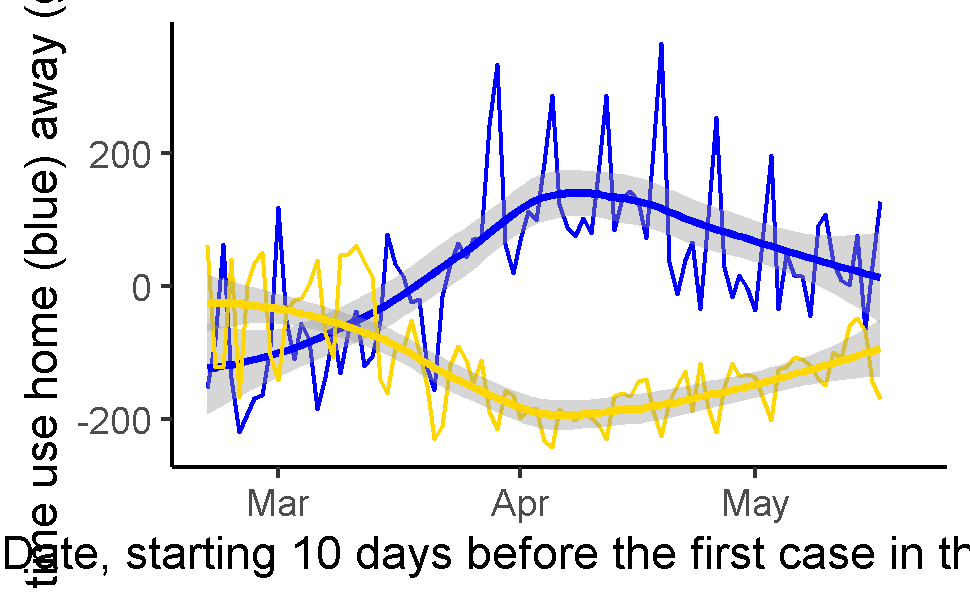 time use home (blue) away (
200
0
-200
Mar Apr May
Date, starting 10 days before the first case in th